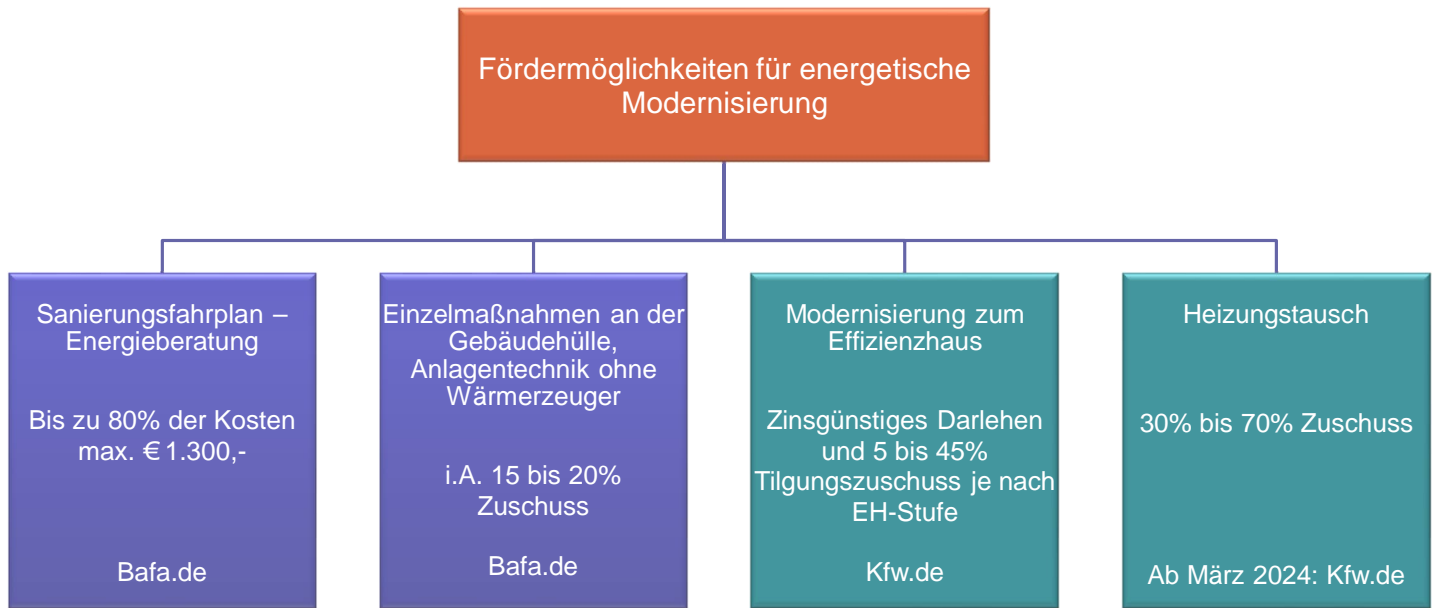 Fördermöglichkeiten für energetische
Modernisierung
Sanierungsfahrplan –
Energieberatung
Bis zu 80% der Kosten
max. € 1.300,-
Bafa.de
Einzelmaßnahmen an der
Gebäudehülle,
Anlagentechnik ohne
Wärmerzeuger
i.A. 15 bis 20%
Zuschuss
Bafa.de
Modernisierung zum
Effizienzhaus
Zinsgünstiges Darlehen
und 5 bis 45%
Tilgungszuschuss je nach
EH-Stufe
Kfw.de
Heizungstausch
30% bis 70% Zuschuss
Ab März 2024: Kfw.de